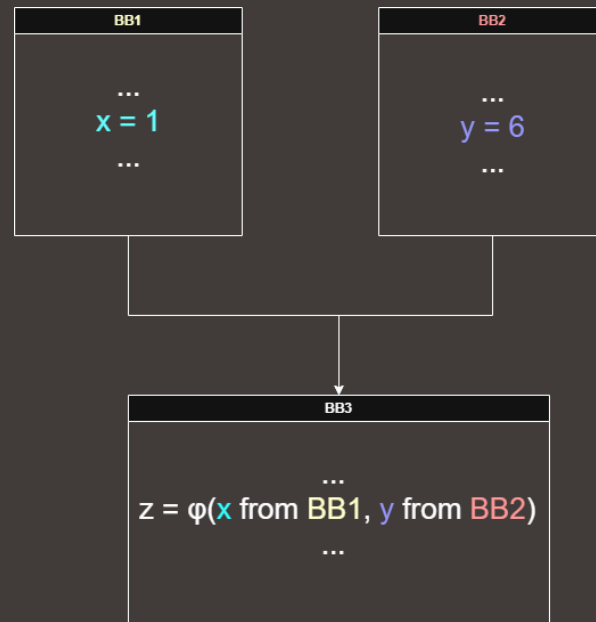 BB1
...
x = 1
...
BB2
...
y = 6
...
BB3
...
z = φ(x from BB1, y from BB2)
...